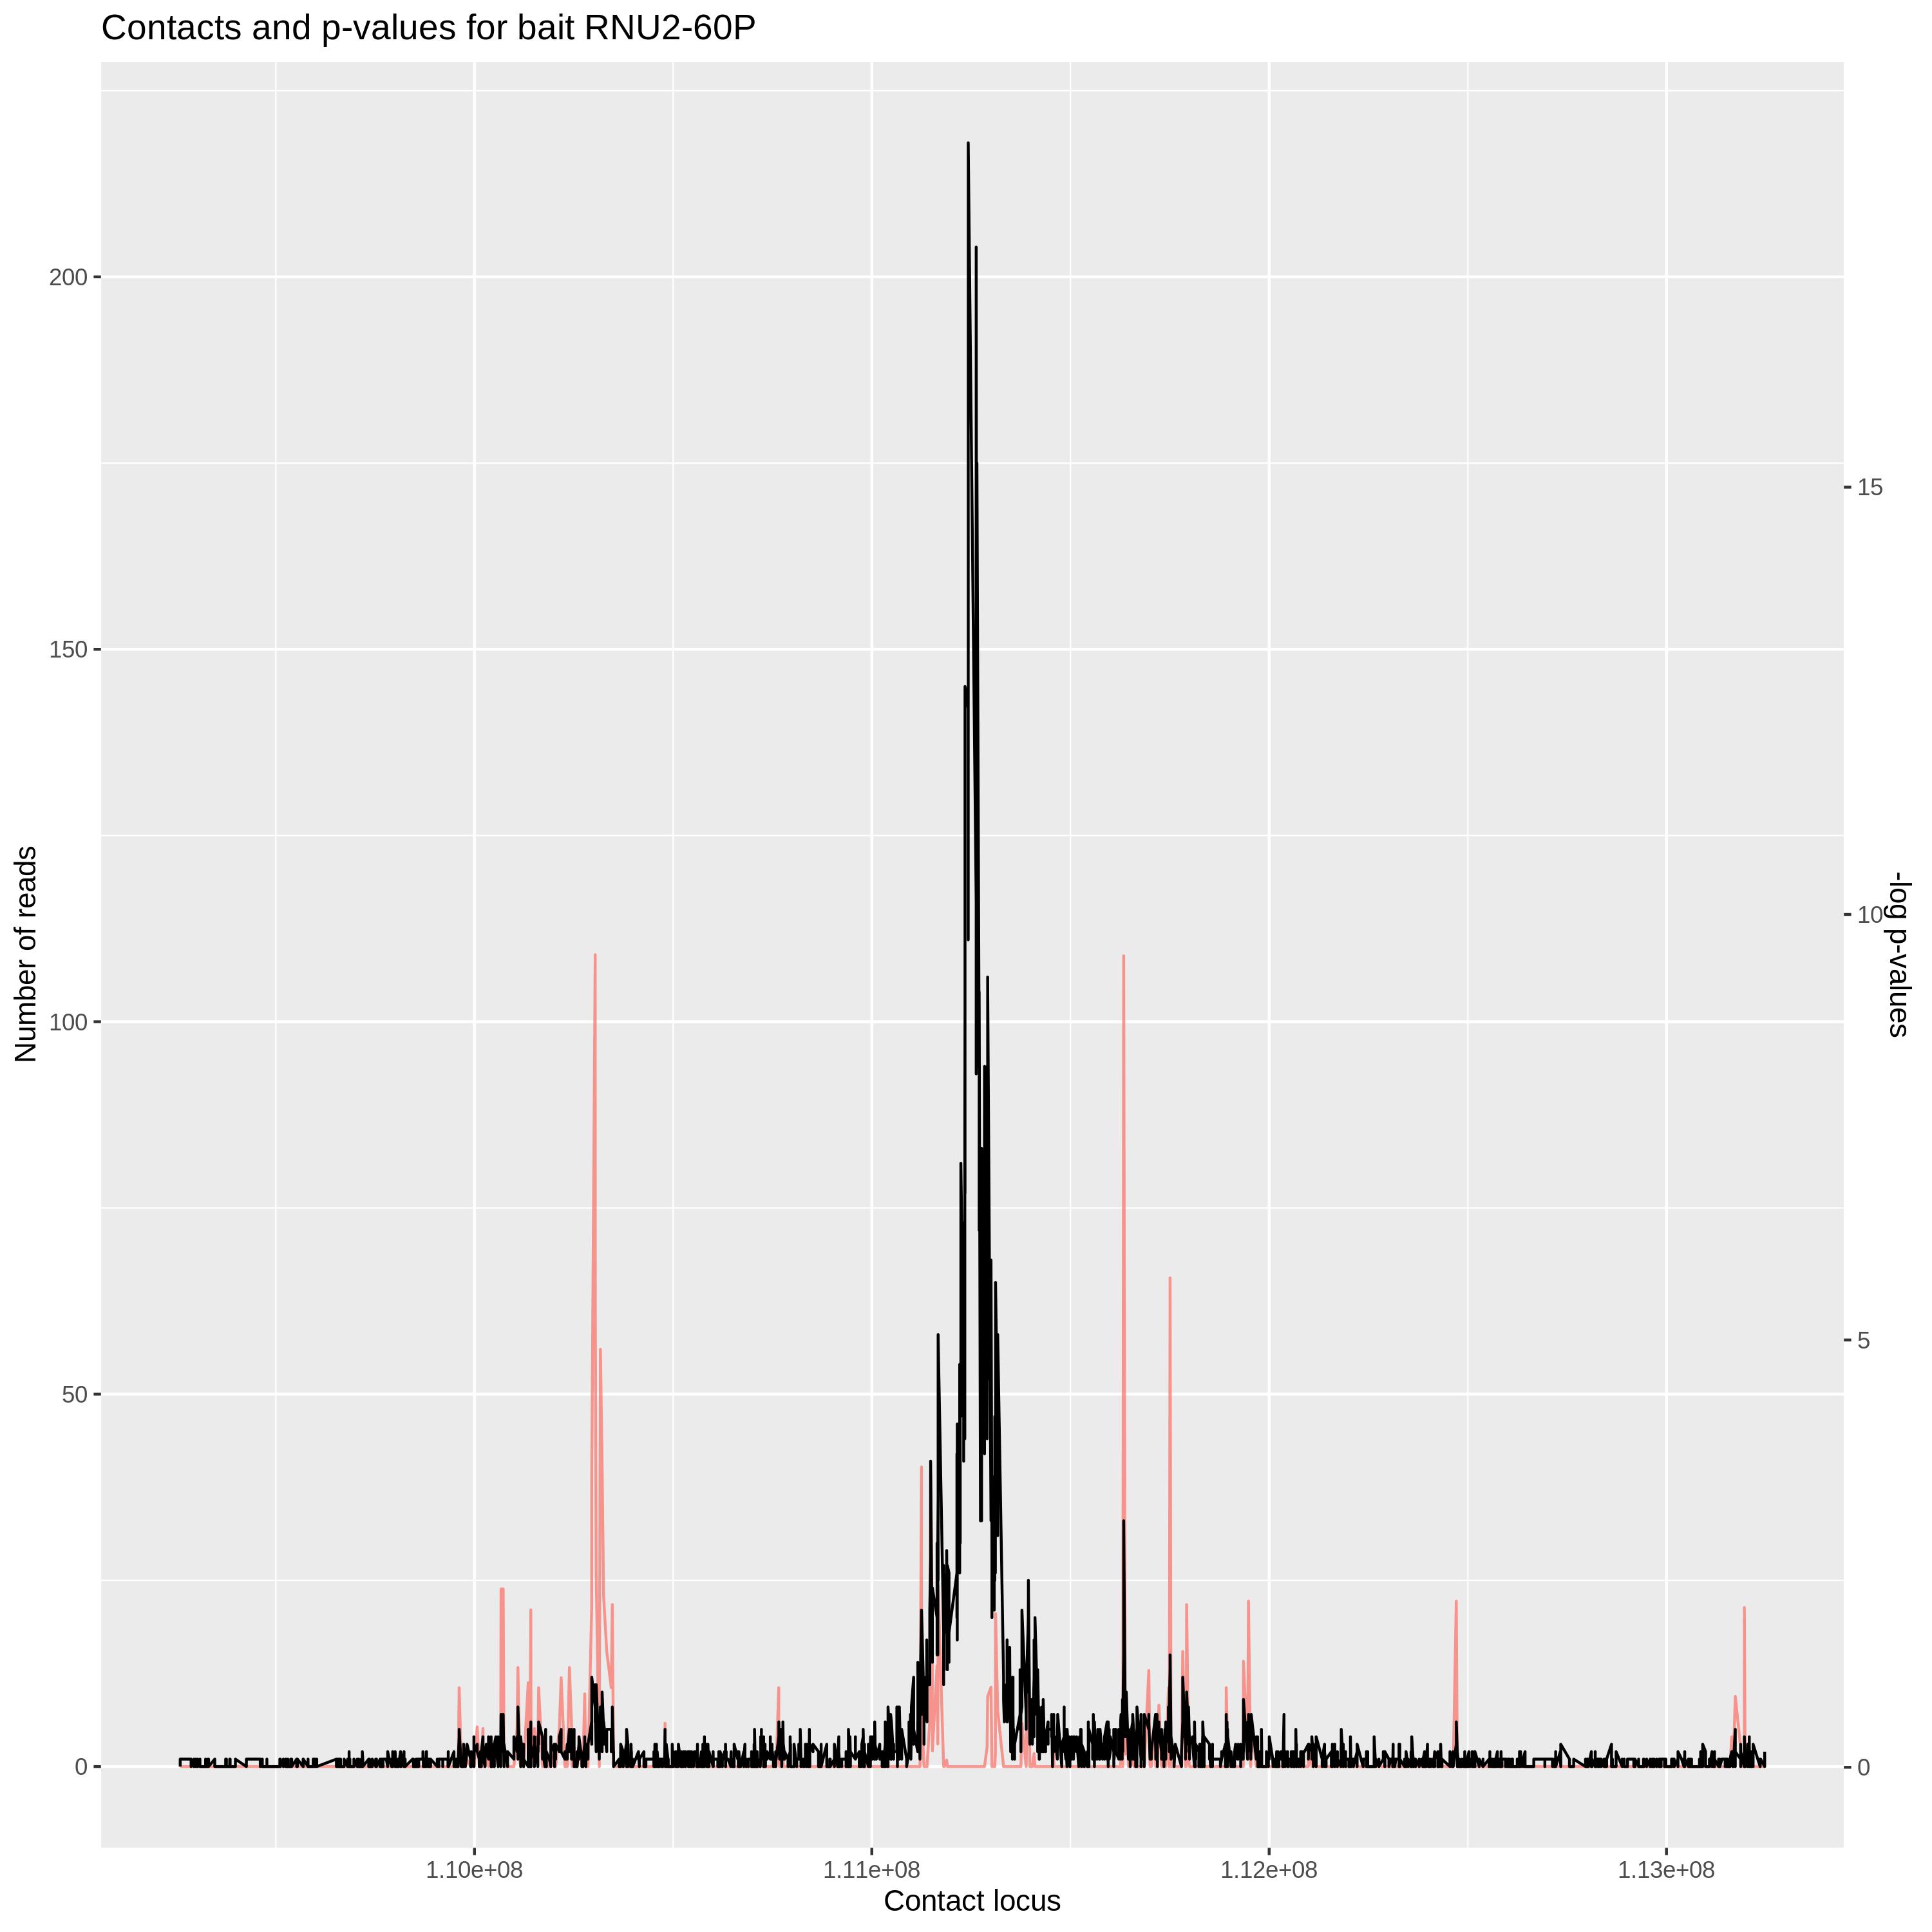 Contacts and p-values for bait RNU2-60P
Number of reads
200
150
100
50
0
15
10
5
0
-log p-values
1.10e+08
1.11e+08
1.12e+08
1.13e+08
Contact locus